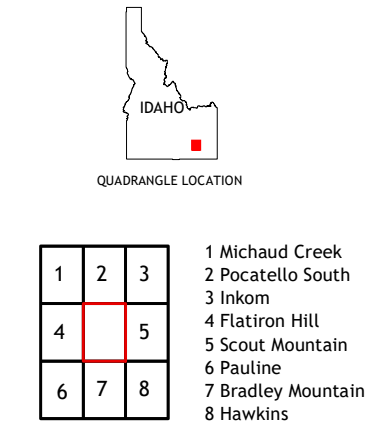 IDAHO
QUADRANGLE LOCATION
1 2 3
4 5
6 7 8
1 Michaud Creek
2 Pocatello South
3 Inkom
4 Flatiron Hill
5 Scout Mountain
6 Pauline
7 Bradley Mountain
8 Hawkins